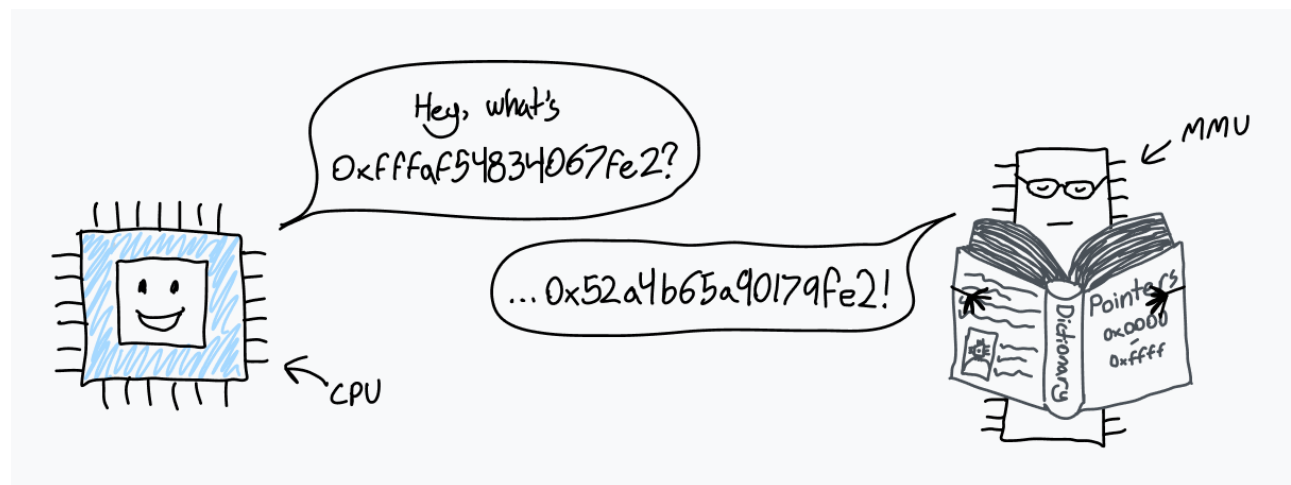 Hey, what's
0xfffaf54834067fe2?
MMU
...0x52a4b65a90179fe2!
CPU
Dictionary
Pointers
0x0000
-
0xffff